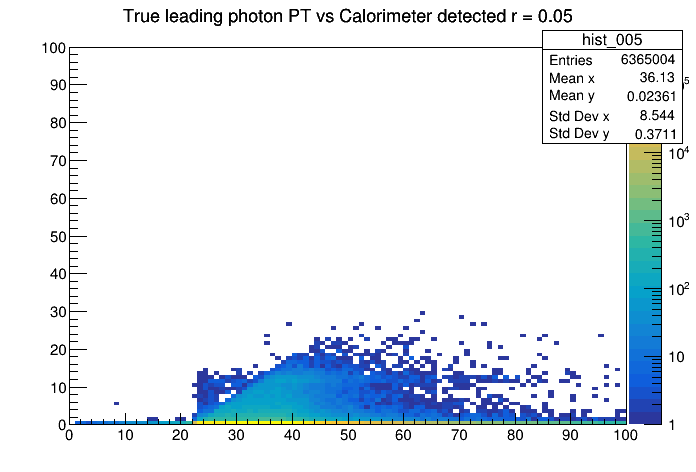 True leading photon PT vs Calorimeter detected r = 0.05
hist_005
Entries 6365004
Mean x 36.13
Mean y 0.02361
Std Dev x 8.544
Std Dev y 0.3711
100
90
80
70
60
50
40
30
20
10
0
0 10 20 30 40 50 60 70 80 90 100
5
10⁴
10³
10²
10
1